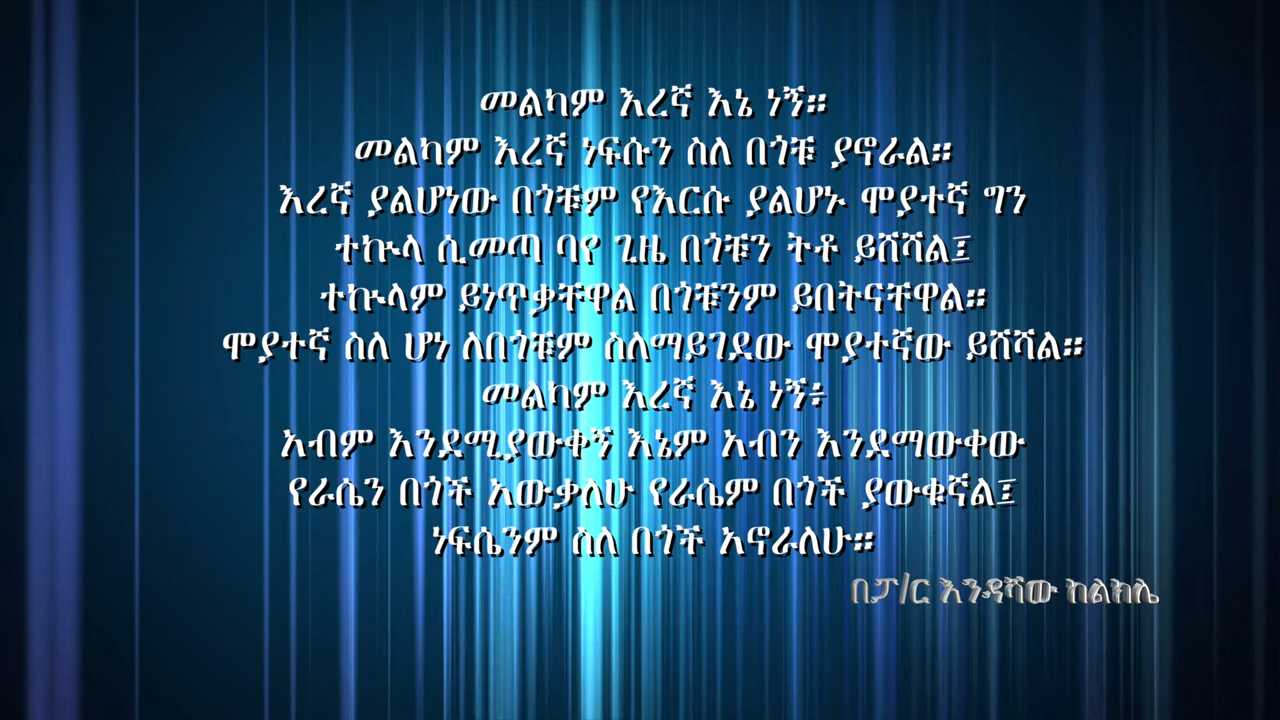 መልካም እረኛ እኔ ነኝ።
መልካም እረኛ ነፍሱን ስለ በጎቹ ያኖራል።
እረኛ ያልሆነው በጎቹም የእርሱ ያልሆኑ ሞያተኛ ግን
ተኩላ ሲመጣ ባየ ጊዜ በጎቹን ትቶ ይሸሻል፤
ተኩላም ይነጥቃቸዋል በጎቹንም ይበትናቸዋል።
ሞያተኛ ስለ ሆነ ለበጎቹም ስለማይገደው ሞያተኛው ይሸሻል።
መልካም እረኛ እኔ ነኝ፥
አብም እንደሚያውቀኝ እኔም አብን እንደማውቀው
የራሴን በጎች አውቃለሁ የራሴም በጎች ያውቁኛል፤
ነፍሴንም ስለ በጎች አኖራለሁ።
በፓ/ር እንዳሻው ከልክሌ